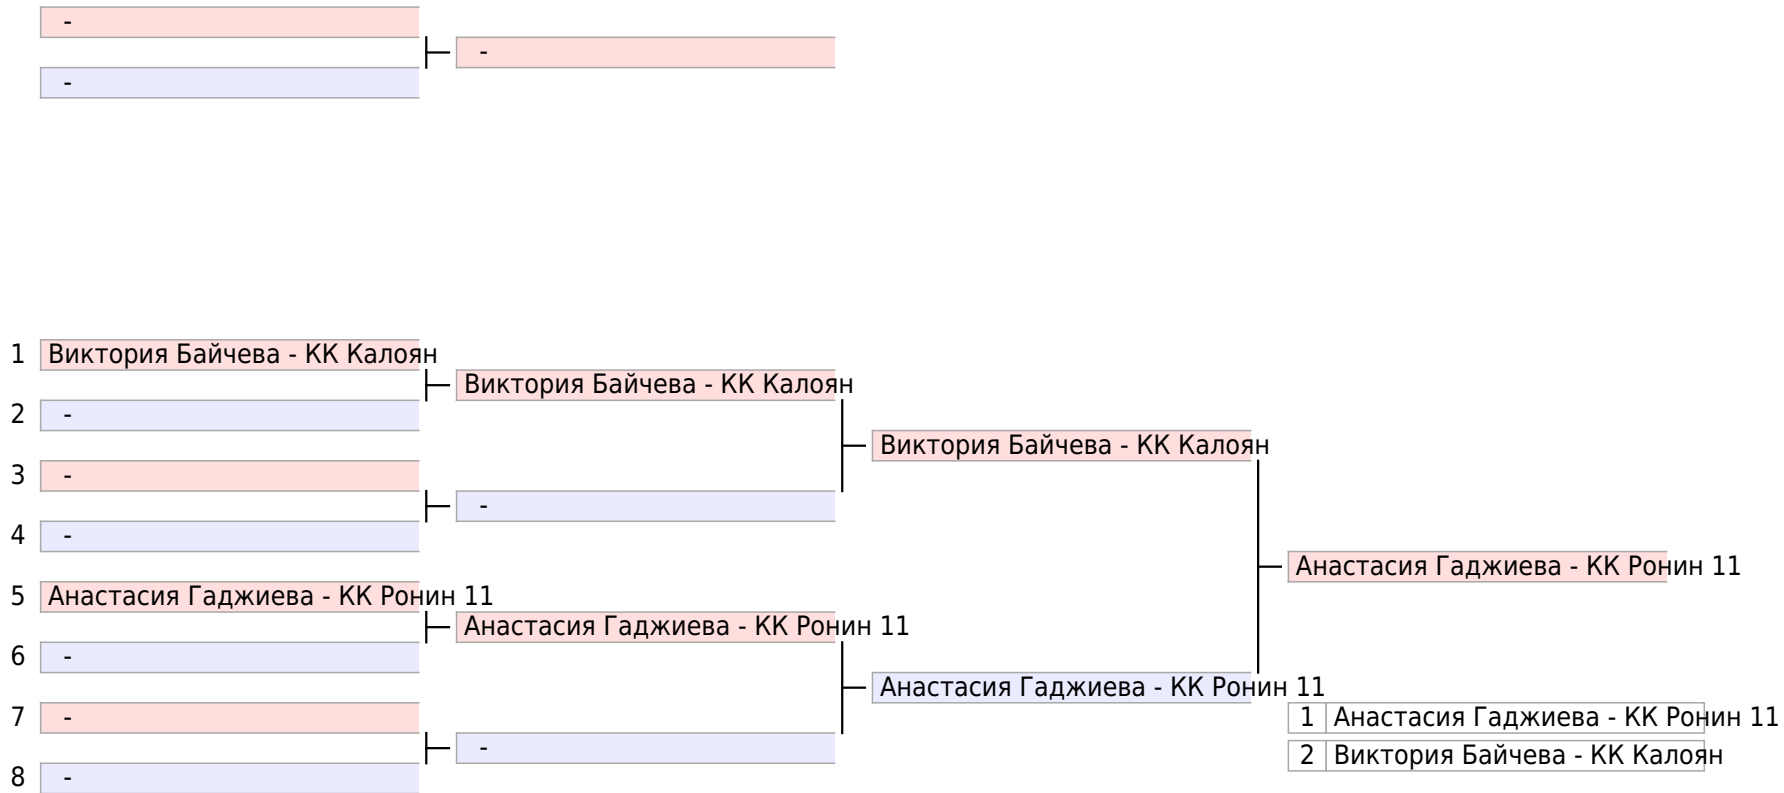 -
-
-
1 Виктория Байчева - КК Калоян
Виктория Байчева - КК Калоян
2 -
Виктория Байчева - КК Калоян
3 -
-
4 -
Анастасия Гаджиева - КК Ронин 11
5 Анастасия Гаджиева - КК Ронин 11
Анастасия Гаджиева - КК Ронин 11
6 -
Анастасия Гаджиева - КК Ронин 11
7 -
1 Анастасия Гаджиева - КК Ронин 11
-
2 Виктория Байчева - КК Калоян
8 -